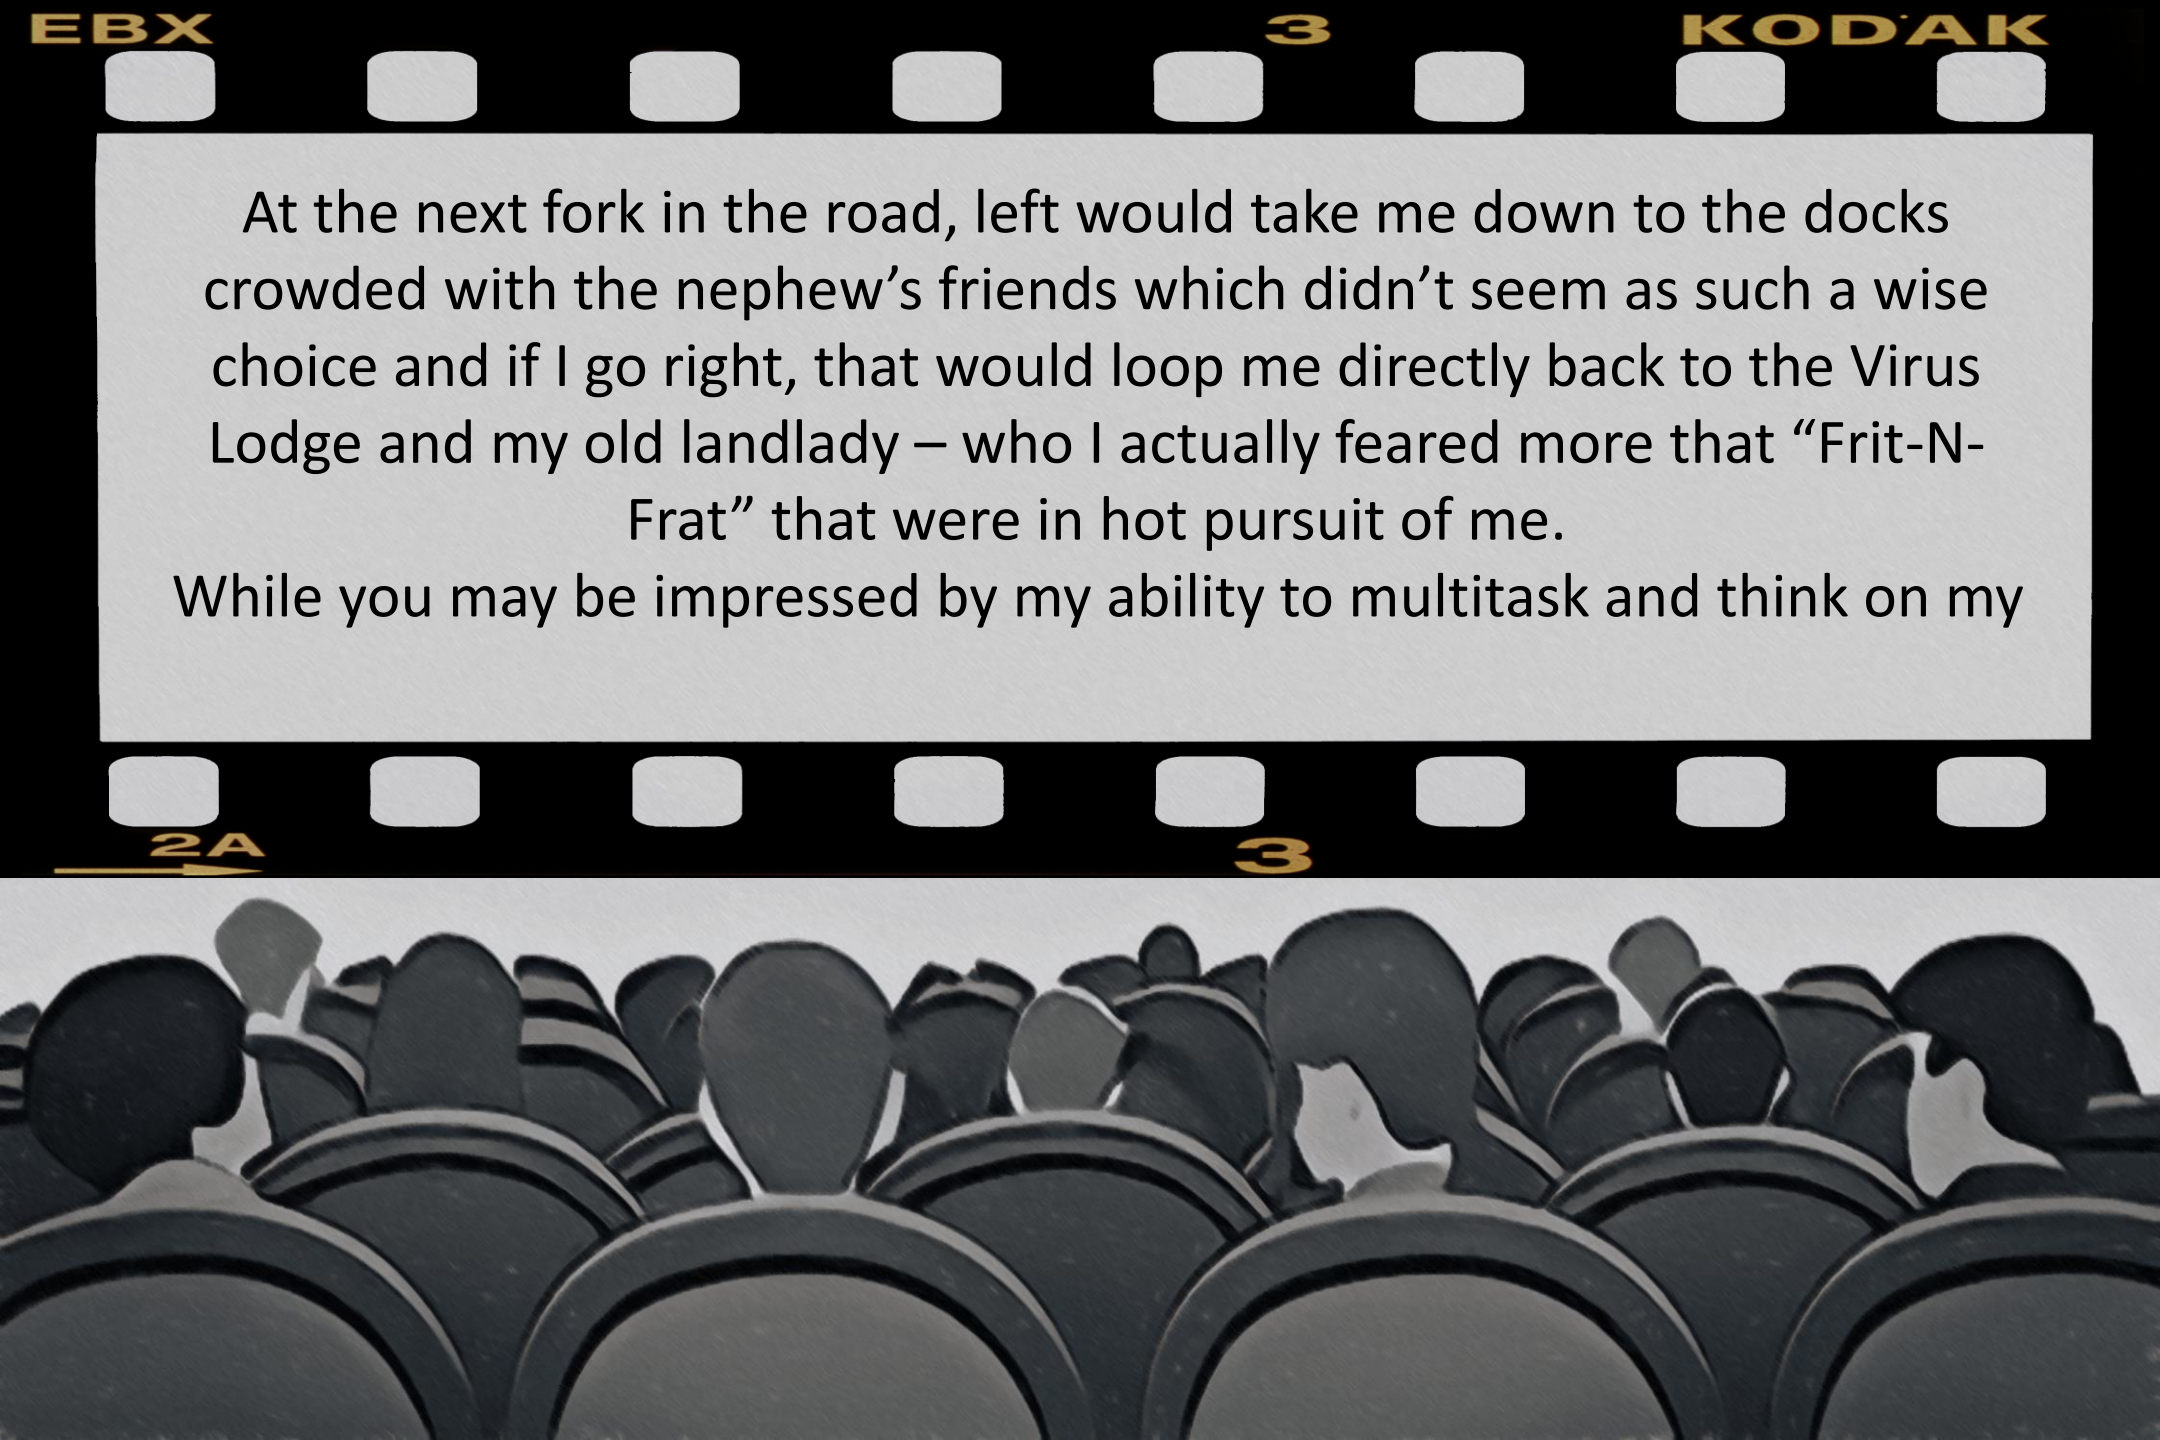 EBX 3 KODAK
At the next fork in the road, left would take me down to the docks
crowded with the nephew’s friends which didn’t seem as such a wise
choice and if I go right, that would loop me directly back to the Virus
Lodge and my old landlady – who I actually feared more that “Frit-N-
Frat” that were in hot pursuit of me.
While you may be impressed by my ability to multitask and think on my
2A 3